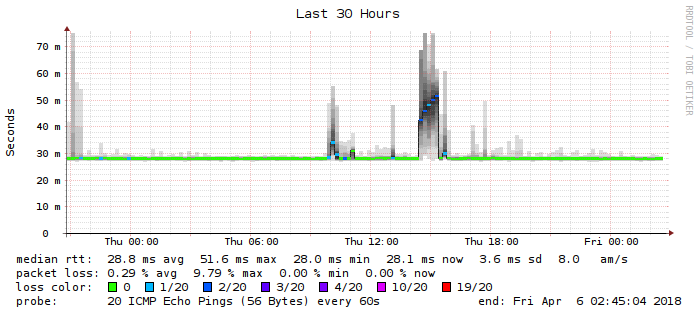 Last 30 Hours
RRDTOOL / TOBI OETIKER
Seconds
70 m
60 m
50 m
40 m
30 m
20 m
10 m
0
Thu 00:00 Thu 06:00 Thu 12:00 Thu 18:00 Fri 00:00
median rtt: 28.8 ms avg 51.6 ms max 28.0 ms min 28.1 ms now 3.6 ms sd 8.0 am/s
packet loss: 0.29 % avg 9.79 % max 0.00 % min 0.00 % now
loss color: 0 1/20 2/20 3/20 4/20 10/20 19/20
probe: 20 ICMP Echo Pings (56 Bytes) every 60s end: Fri Apr 6 02:45:04 2018